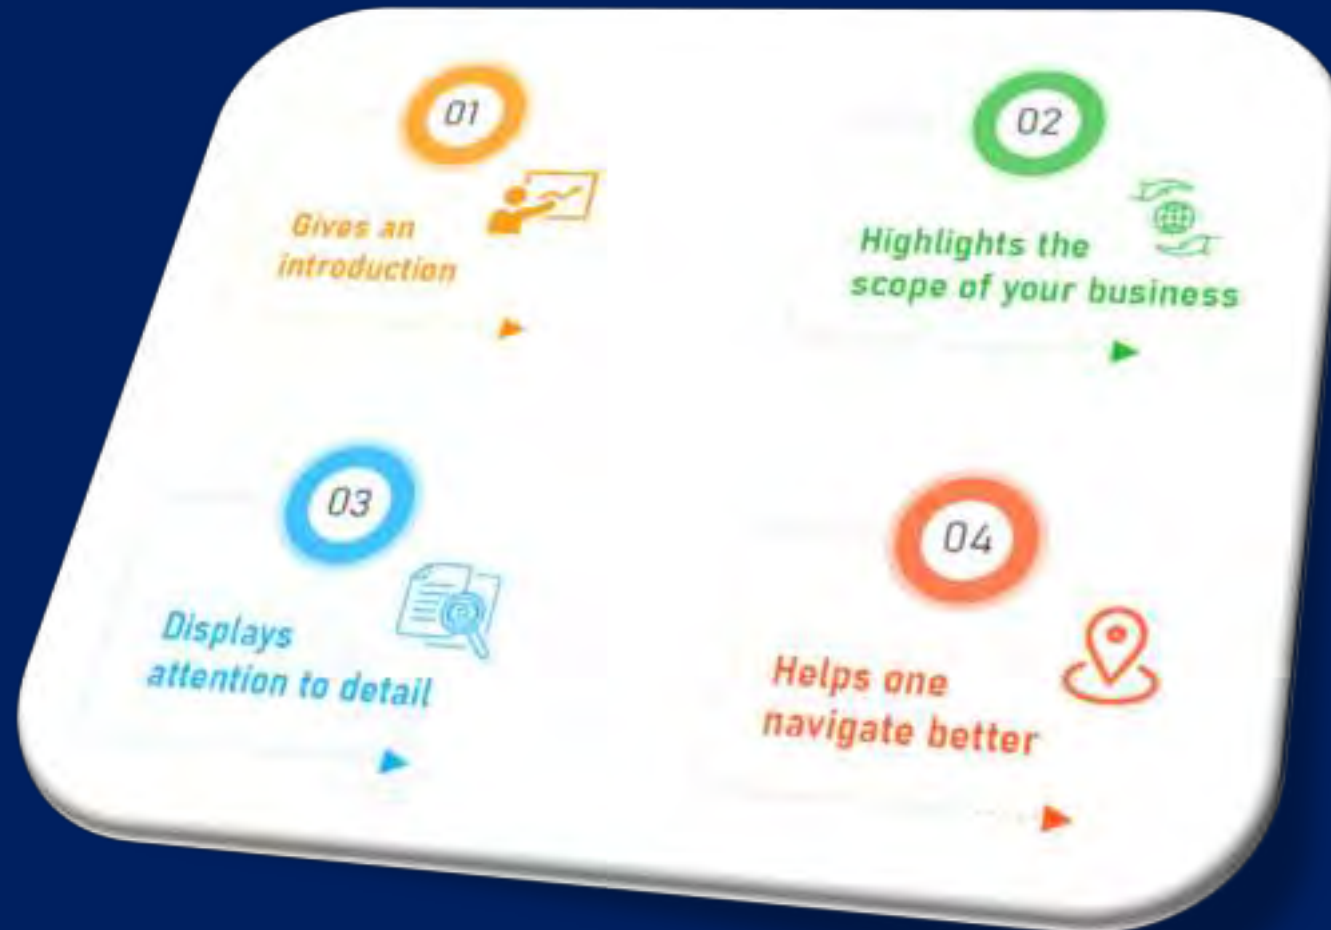 01
Gives an
introduction
02
Highlights the
scope of your business
03
Displays
attention to detail
04
Helps one
navigate better